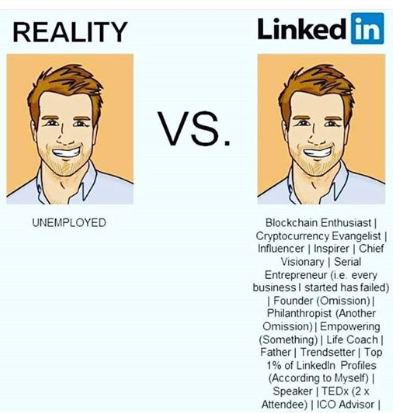 REALITY
Linked in
VS.
UNEMPLOYED
Blockchain Enthusiast |
Cryptocurrency Evangelist |
Influencer | Inspirer | Chief
Visionary | Serial
Entrepreneur (i.e. every
business I started has failed)
| Founder (Omission) |
Philanthropist (Another
Omission) | Empowering
(Something) | Life Coach |
Father | Trendsetter | Top
1% of LinkedIn Profiles
(According to Myself) |
Speaker | TEDx (2 x
Attendee) | ICO Advisor |